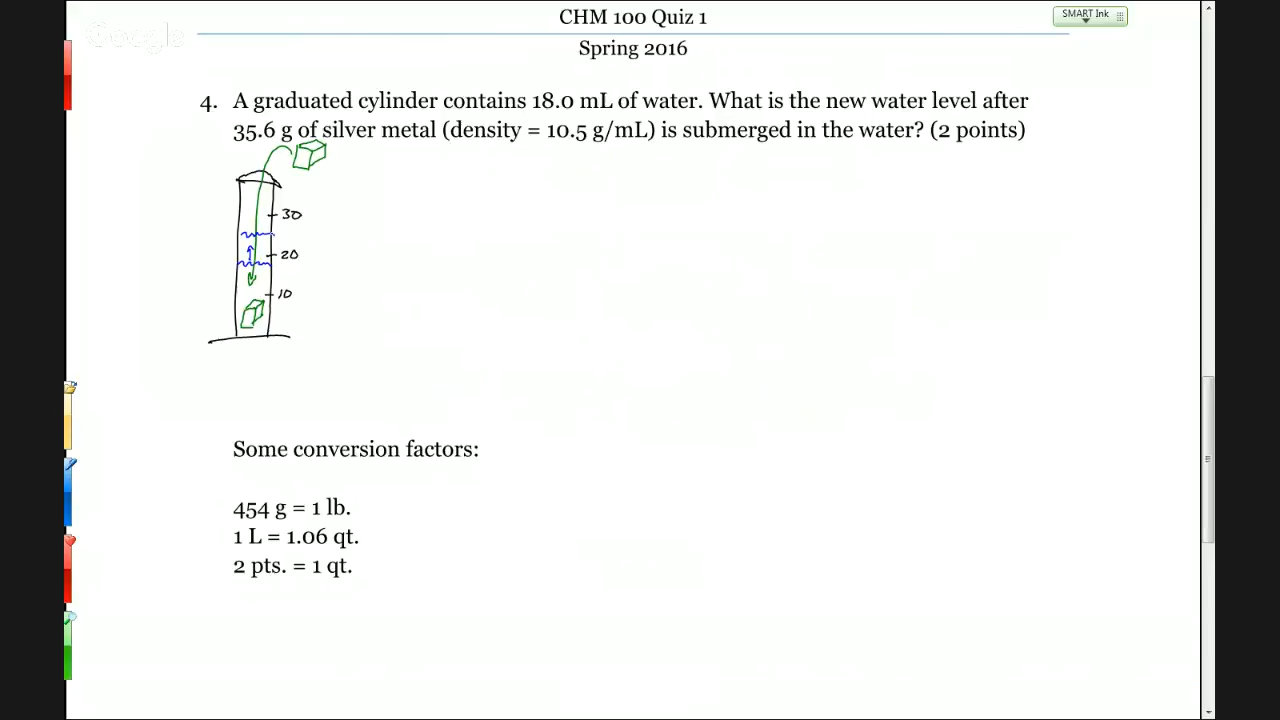 CHM 100 Quiz 1
SMART Ink
Google
Spring 2016
4. A graduated cylinder contains 18.0 mL of water. What is the new water level after
35.6 g of silver metal (density = 10.5 g/mL) is submerged in the water? (2 points)
30
20
10
Some conversion factors:
454 g = 1 lb.
1 L = 1.06 qt.
2 pts. = 1 qt.